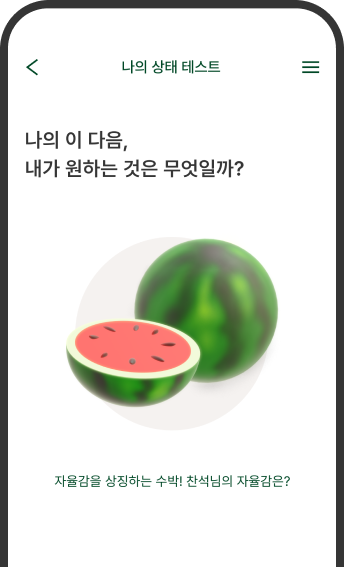 나의 상태 테스트
나의 이 다음,
내가 원하는 것은 무엇일까?
자율감을 상징하는 수박! 찬석님의 자율감은?